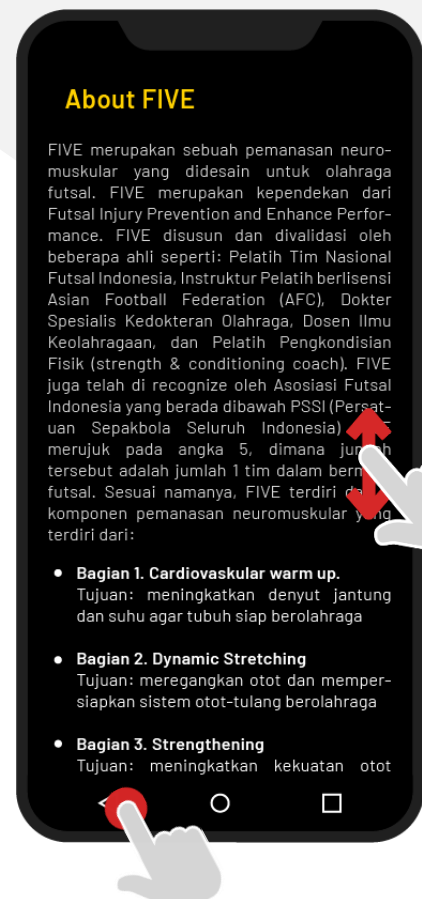 About FIVE
FIVE merupakan sebuah pemanasan neuro-
muskular yang didesain untuk olahraga
futsal. FIVE merupakan kependekan dari
Futsal Injury Prevention and Enhance Perfor-
mance. FIVE disusun dan divalidasi oleh
beberapa ahli seperti: Pelatih Tim Nasional
Futsal Indonesia, Instruktur Pelatih berlisensi
Asian Football Federation (AFC), Dokter
Spesialis Kedokteran Olahraga, Dosen Ilmu
Keolahragaan, dan Pelatih Pengkondisian
Fisik (strength & conditioning coach). FIVE
juga telah di recognize oleh Asosiasi Futsal
Indonesia yang berada dibawah PSSI (Persat-
uan Sepakbola Seluruh Indonesia)
merujuk pada angka 5, dimana
tersebut adalah jumlah 1 tim dalam
futsal. Sesuai namanya, FIVE terdiri
komponen pemanasan neuromuskular yang
terdiri dari:
• Bagian 1. Cardiovaskular warm up.
Tujuan: meningkatkan denyut jantung
dan suhu agar tubuh siap berolahraga
• Bagian 2. Dynamic Stretching
Tujuan: meregangkan otot dan memper-
siapkan sistem otot-tulang berolahraga
• Bagian 3. Strengthening
Tujuan: meningkatkan kekuatan otot